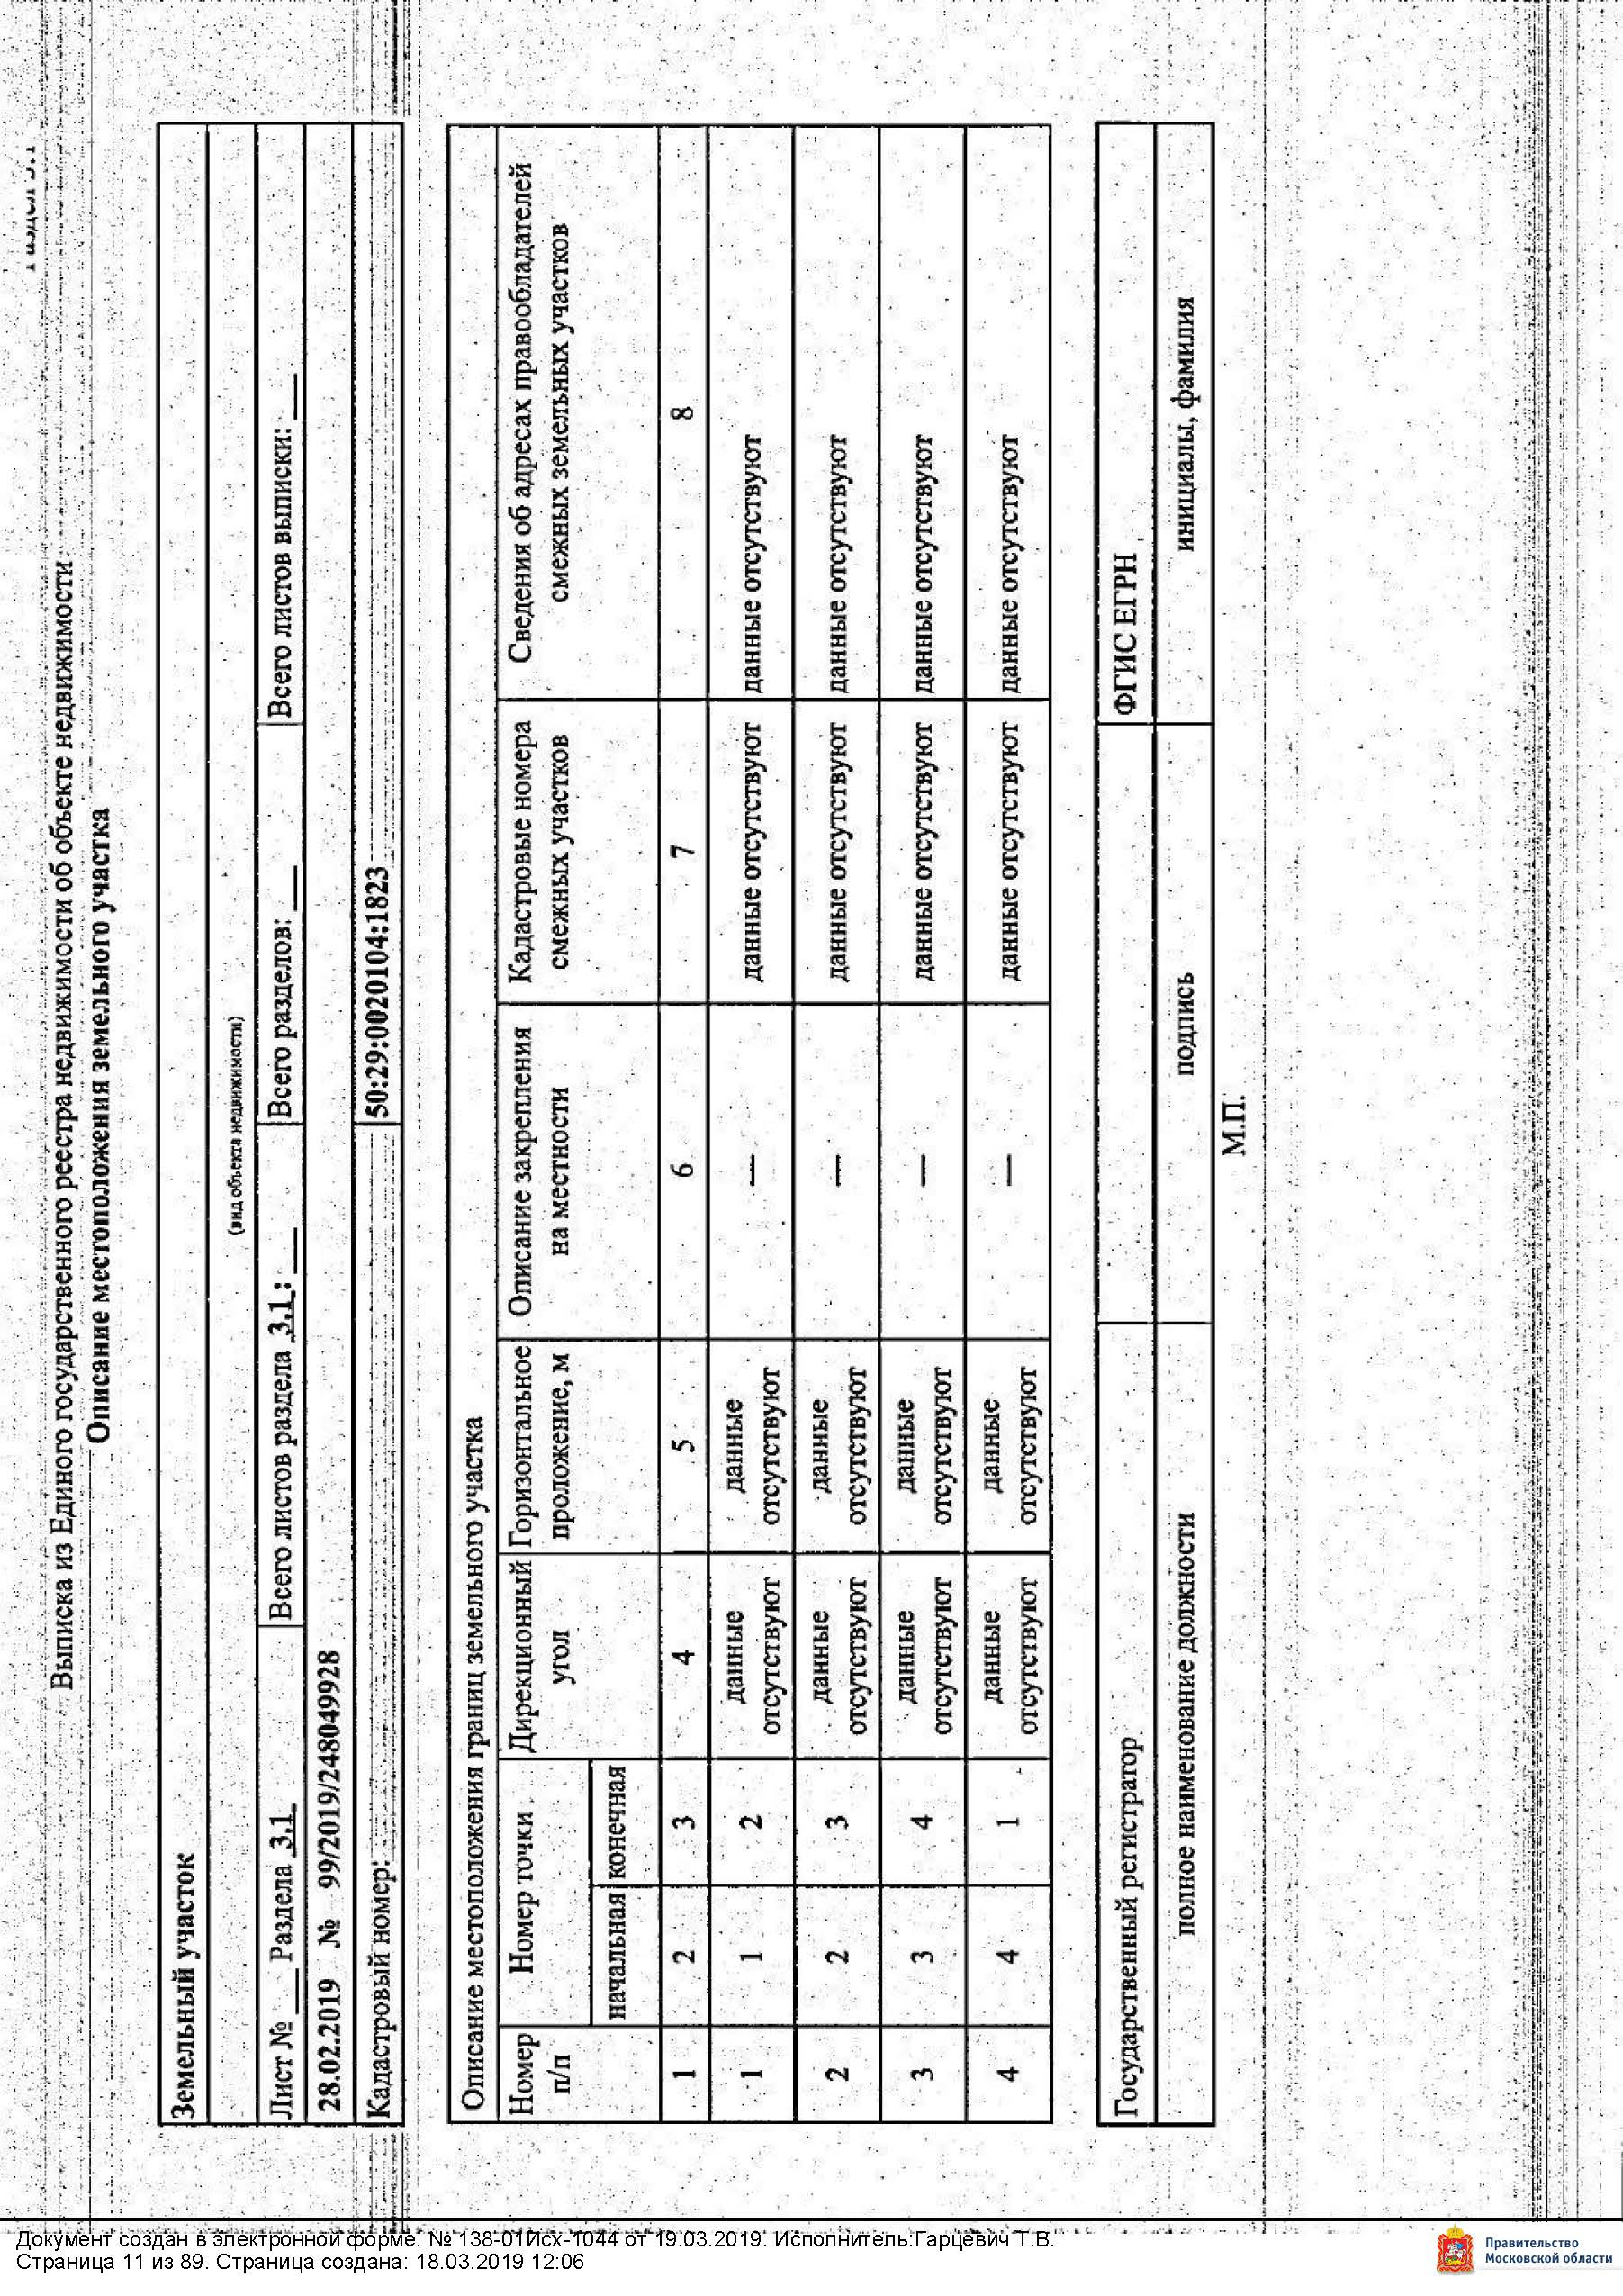 Раздел 3.1
Выписка из Единого государственного реестра недвижимости об объекте недвижимости
Описание местоположения земельного участка
Земельный участок
(вид объекта недвижимости)
Лист № ___ Раздела 3.1 Всего листов раздела 3.1: ___ Всего разделов: ___ Всего листов выписки: ___
28.02.2019 № 99/2019/248049928
Кадастровый номер: 50:29:0020104:1823
Описание местоположения границ земельного участка
Номер п/п Номер точки Дирекционный угол Горизонтальное проложение, м Описание закрепления на местности Кадастровые номера смежных участков Сведения об адресах правообладателей смежных земельных участков
начальная конечная
1 2 3 4 5 6 7 8
1 1 2 данные отсутствуют данные отсутствуют — данные отсутствуют данные отсутствуют
2 2 3 данные отсутствуют данные отсутствуют — данные отсутствуют данные отсутствуют
3 3 4 данные отсутствуют данные отсутствуют — данные отсутствуют данные отсутствуют
4 4 1 данные отсутствуют данные отсутствуют — данные отсутствуют данные отсутствуют
Государственный регистратор ФГИС ЕГРН
полное наименование должности подпись инициалы, фамилия
М.П.
Документ создан в электронной форме. № 138-01Исх-1044 от 19.03.2019. Исполнитель:Гарцевич Т.В.
Страница 11 из 89. Страница создана: 18.03.2019 12:06
Правительство
Московской области